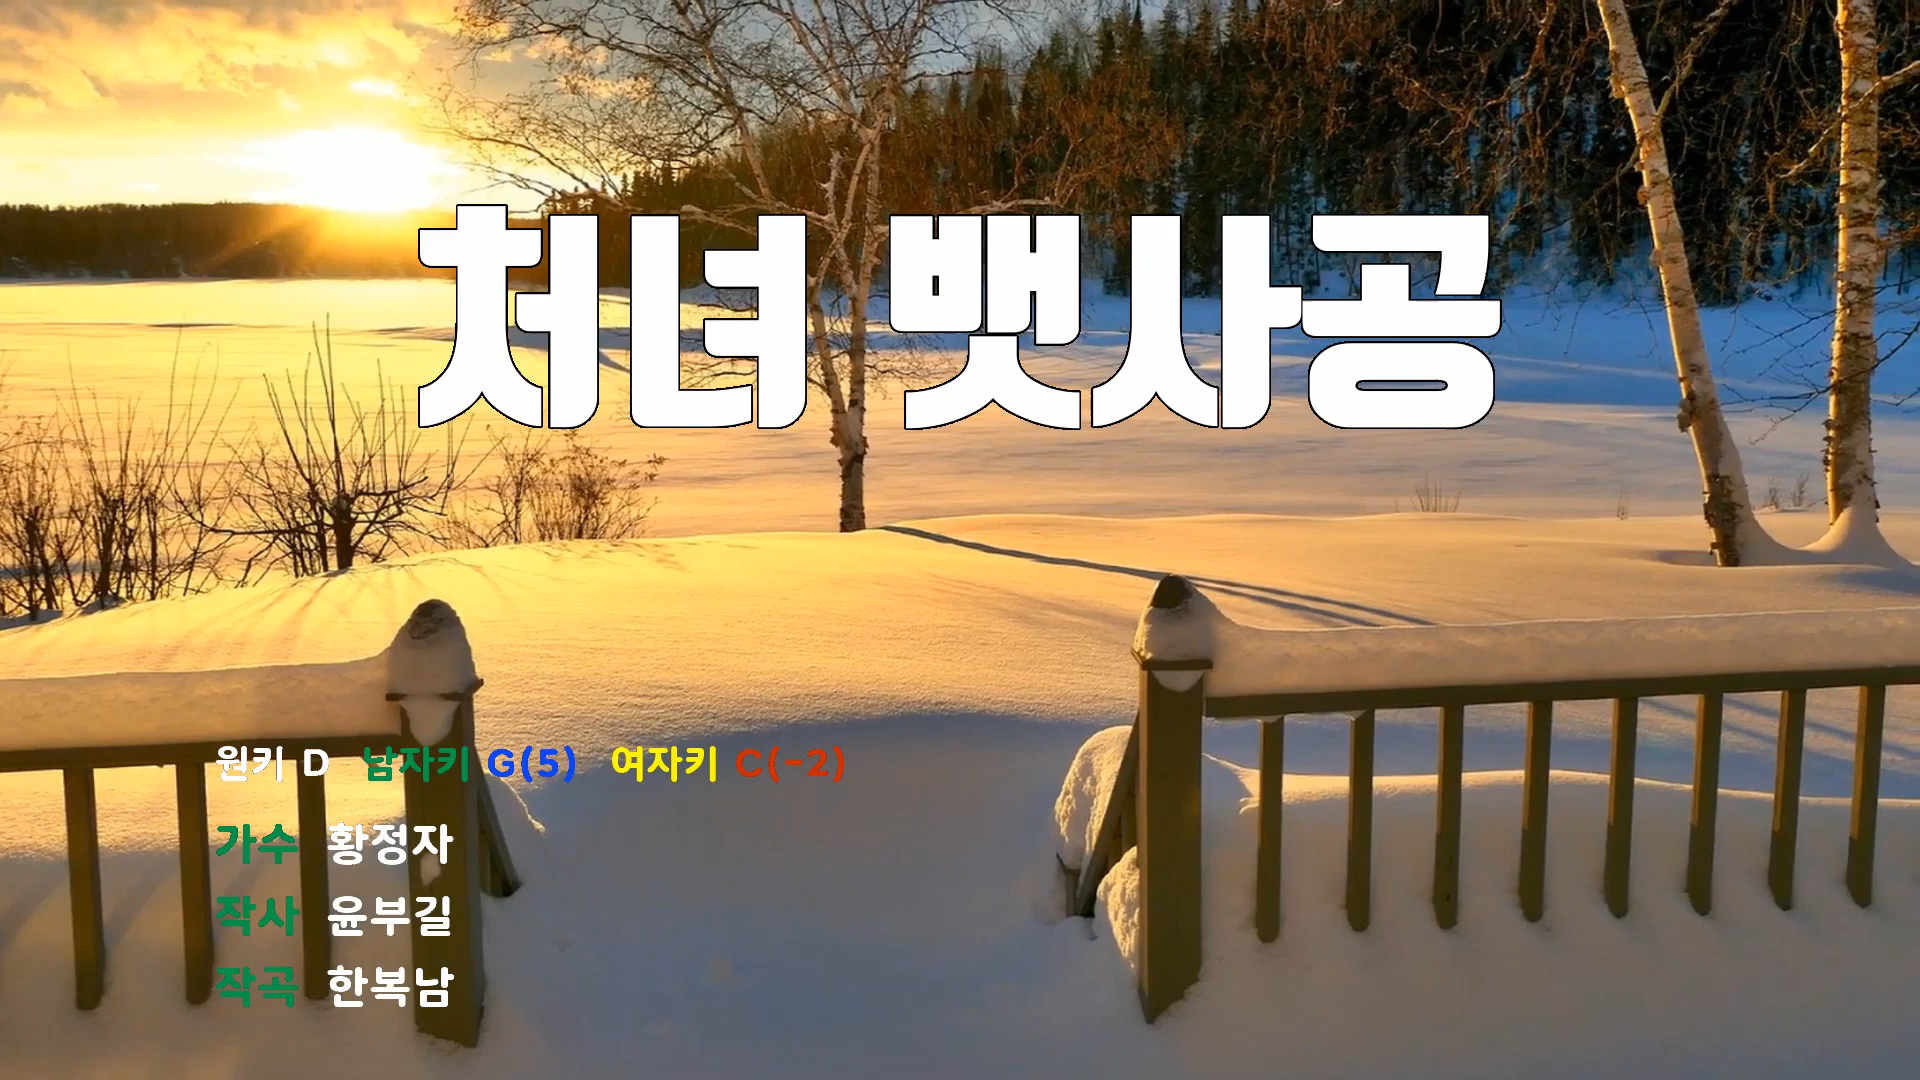 처녀 뱃사공
원키 D 남자키 G(5) 여자키 C(-2)
가수 황정자
작사 윤부길
작곡 한복남